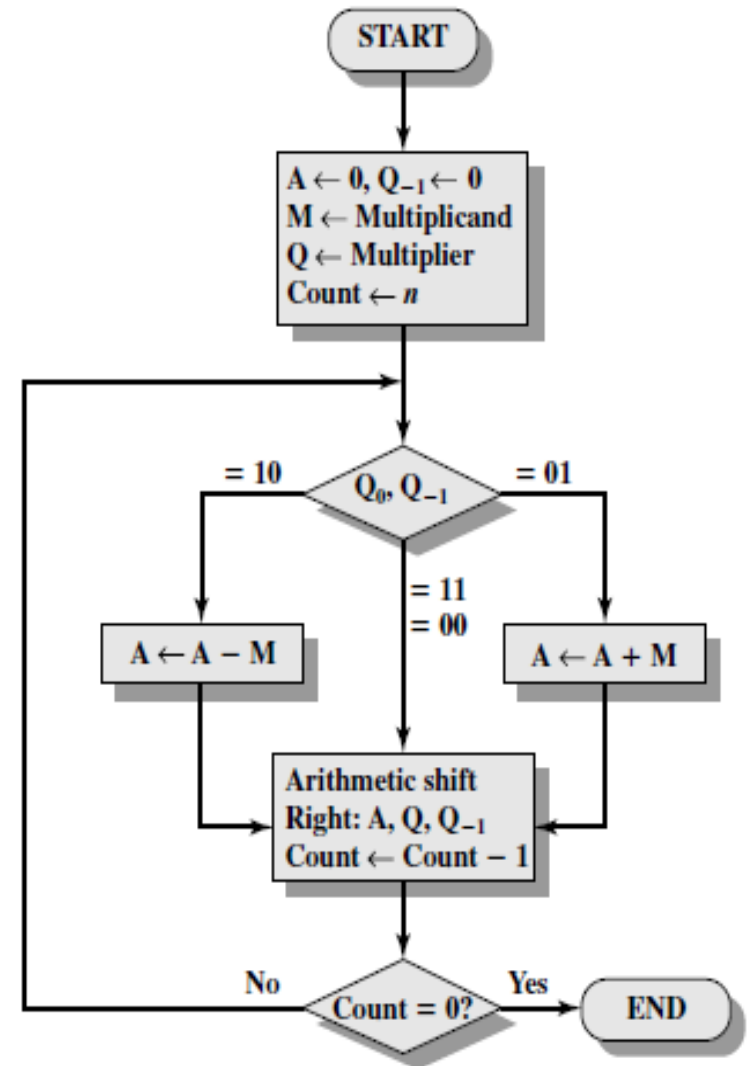 START
A ← 0, Q₋₁ ← 0
M ← Multiplicand
Q ← Multiplier
Count ← n
= 10
Q₀, Q₋₁
= 01
= 11
= 00
A ← A − M
A ← A + M
Arithmetic shift
Right: A, Q, Q₋₁
Count ← Count − 1
No
Count = 0?
Yes
END